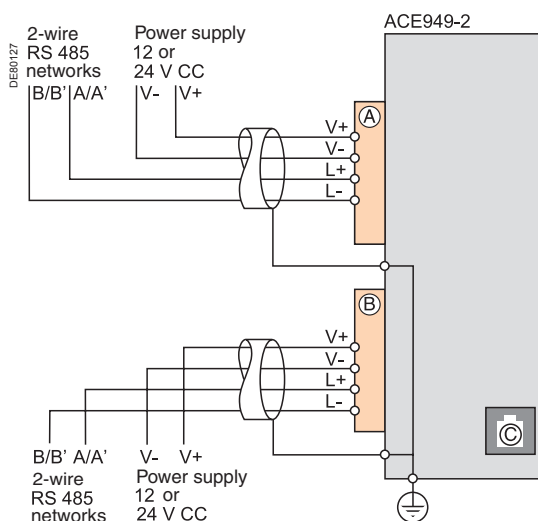 ACE949-2
DE80127
2-wire
RS 485
networks
Power supply
12 or
24 V CC
B/B' A/A'
V- V+
A
V+
V-
L+
L-
B
V+
V-
L+
L-
C
B/B' A/A'
V- V+
2-wire
RS 485
networks
Power supply
12 or
24 V CC